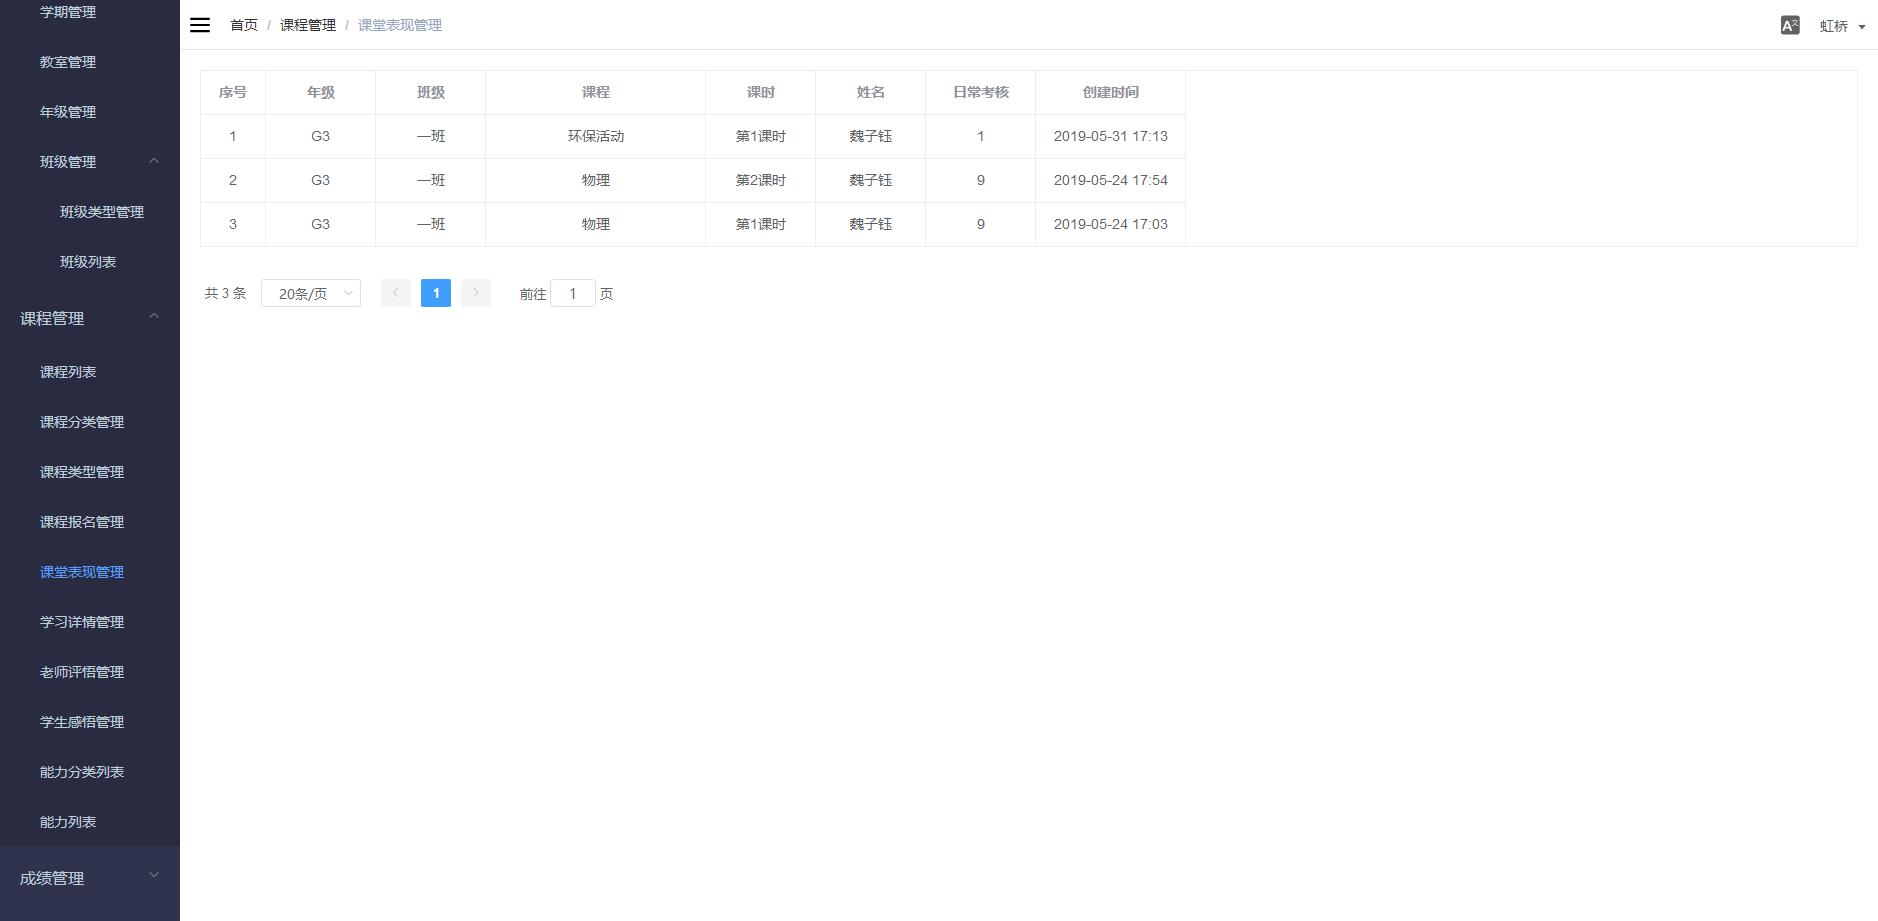 学期管理
教室管理
年级管理
班级管理
班级类型管理
班级列表
课程管理
课程列表
课程分类管理
课程类型管理
课程报名管理
课堂表现管理
学习详情管理
老师评悟管理
学生感悟管理
能力分类列表
能力列表
成绩管理
首页 / 课程管理 / 课堂表现管理
A文 虹桥
序号 年级 班级 课程 课时 姓名 日常考核 创建时间
1 G3 一班 环保活动 第1课时 魏子钰 1 2019-05-31 17:13
2 G3 一班 物理 第2课时 魏子钰 9 2019-05-24 17:54
3 G3 一班 物理 第1课时 魏子钰 9 2019-05-24 17:03
共 3 条 20条/页 1 前往 1 页